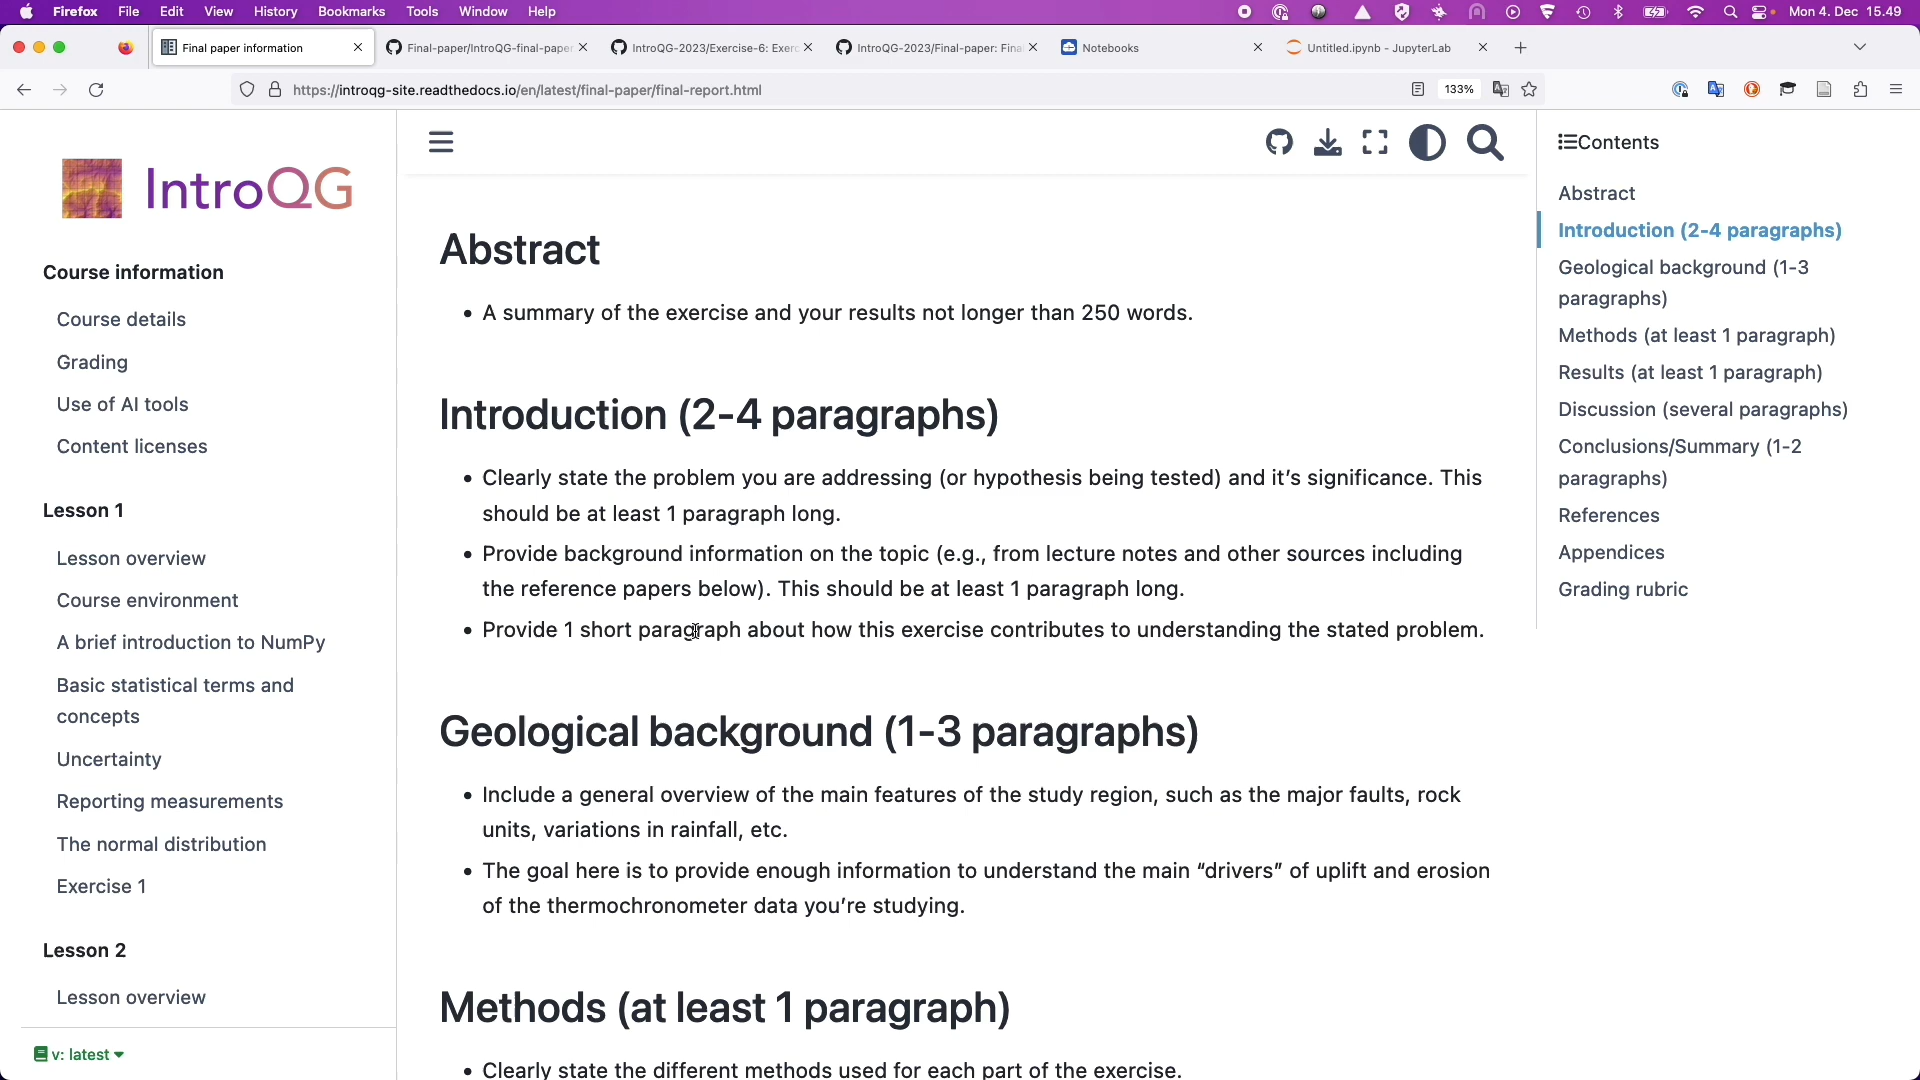 Firefox File Edit View History Bookmarks Tools Window Help Mon 4. Dec 15.49
Final paper information Final-paper/IntroQG-final-paper IntroQG-2023/Exercise-6: Exerc IntroQG-2023/Final-paper: Fina Notebooks Untitled.ipynb - JupyterLab
https://introqg-site.readthedocs.io/en/latest/final-paper/final-report.html 133%
IntroQG
Course information
Course details
Grading
Use of AI tools
Content licenses
Lesson 1
Lesson overview
Course environment
A brief introduction to NumPy
Basic statistical terms and
concepts
Uncertainty
Reporting measurements
The normal distribution
Exercise 1
Lesson 2
Lesson overview
v: latest
Abstract
• A summary of the exercise and your results not longer than 250 words.
Introduction (2-4 paragraphs)
• Clearly state the problem you are addressing (or hypothesis being tested) and it’s significance. This
should be at least 1 paragraph long.
• Provide background information on the topic (e.g., from lecture notes and other sources including
the reference papers below). This should be at least 1 paragraph long.
• Provide 1 short paragraph about how this exercise contributes to understanding the stated problem.
Geological background (1-3 paragraphs)
• Include a general overview of the main features of the study region, such as the major faults, rock
units, variations in rainfall, etc.
• The goal here is to provide enough information to understand the main “drivers” of uplift and erosion
of the thermochronometer data you’re studying.
Methods (at least 1 paragraph)
• Clearly state the different methods used for each part of the exercise.
Contents
Abstract
Introduction (2-4 paragraphs)
Geological background (1-3
paragraphs)
Methods (at least 1 paragraph)
Results (at least 1 paragraph)
Discussion (several paragraphs)
Conclusions/Summary (1-2
paragraphs)
References
Appendices
Grading rubric